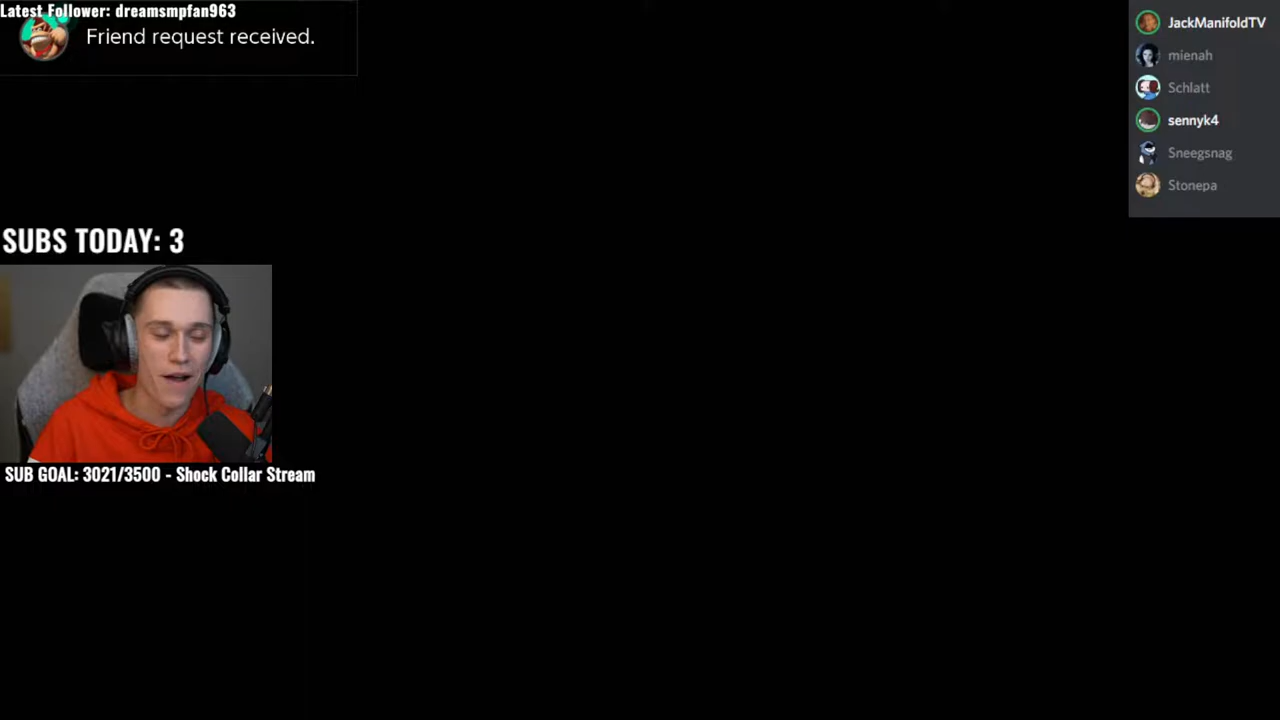 Latest Follower: dreamsmpfan963
Friend request received.
JackManifoldTV
mienah
Schlatt
sennyk4
Sneegsnag
Stonepa
SUBS TODAY: 3
SUB GOAL: 3021/3500 - Shock Collar Stream